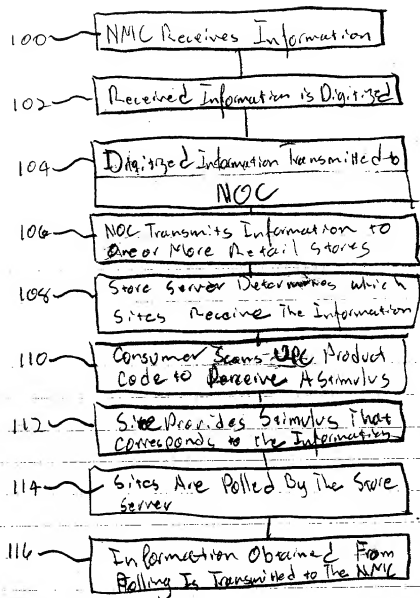 100 NMC Receives Information
102 Received Information is Digitized
104 Digitized Information Transmitted to
NOC
106 NOC Transmits Information to
One or More Retail Stores
108 Store Server Determines which
Sites Receive The Information
110 Consumer Scans UPC Product
Code to Perceive A Stimulus
112 Site Provides Stimulus That
corresponds to the Information
114 Sites Are Polled By The Store
Server
116 Information Obtained From
Polling Is Transmitted to The NMC